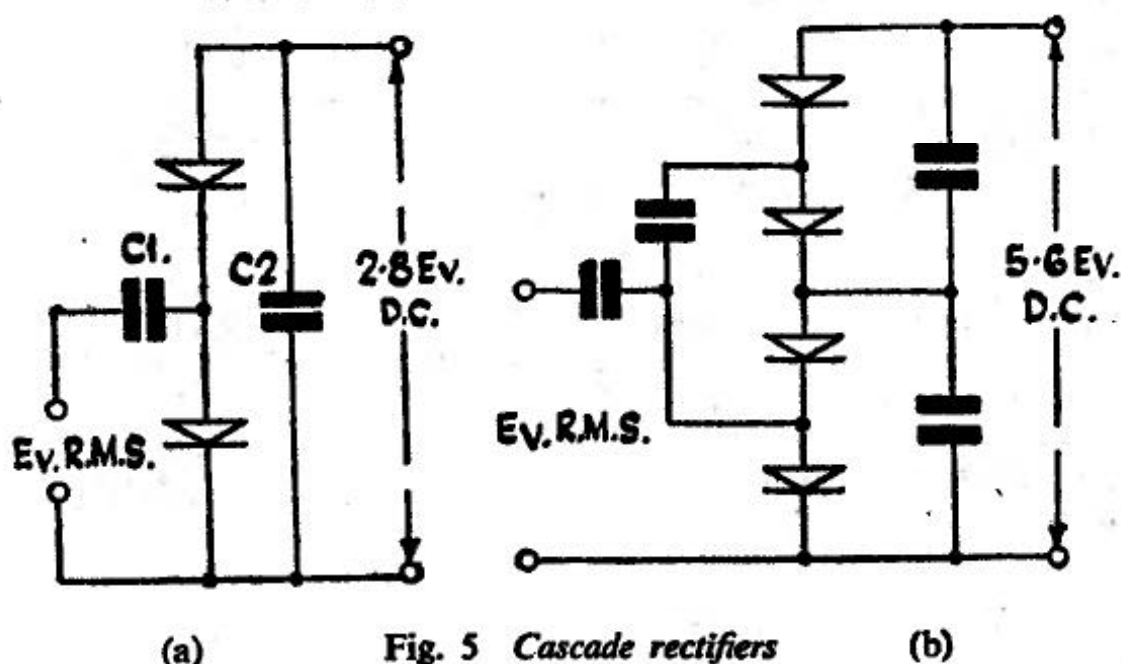 C1.
C2
2·8 Ev.
D.C.
Ev. R.M.S.
5·6 Ev.
D.C.
Ev. R.M.S.
(a) Fig. 5 Cascade rectifiers (b)